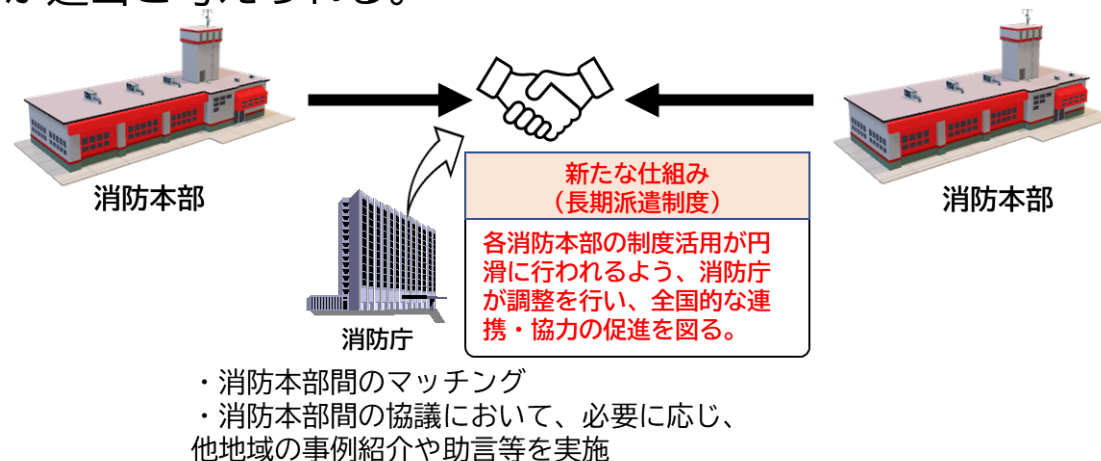 消防本部
消防本部
新たな仕組み
（長期派遣制度）
各消防本部の制度活用が円
滑に行われるよう、消防庁
が調整を行い、全国的な連
携・協力の促進を図る。
消防庁
・消防本部間のマッチング
・消防本部間の協議において、必要に応じ、
他地域の事例紹介や助言等を実施